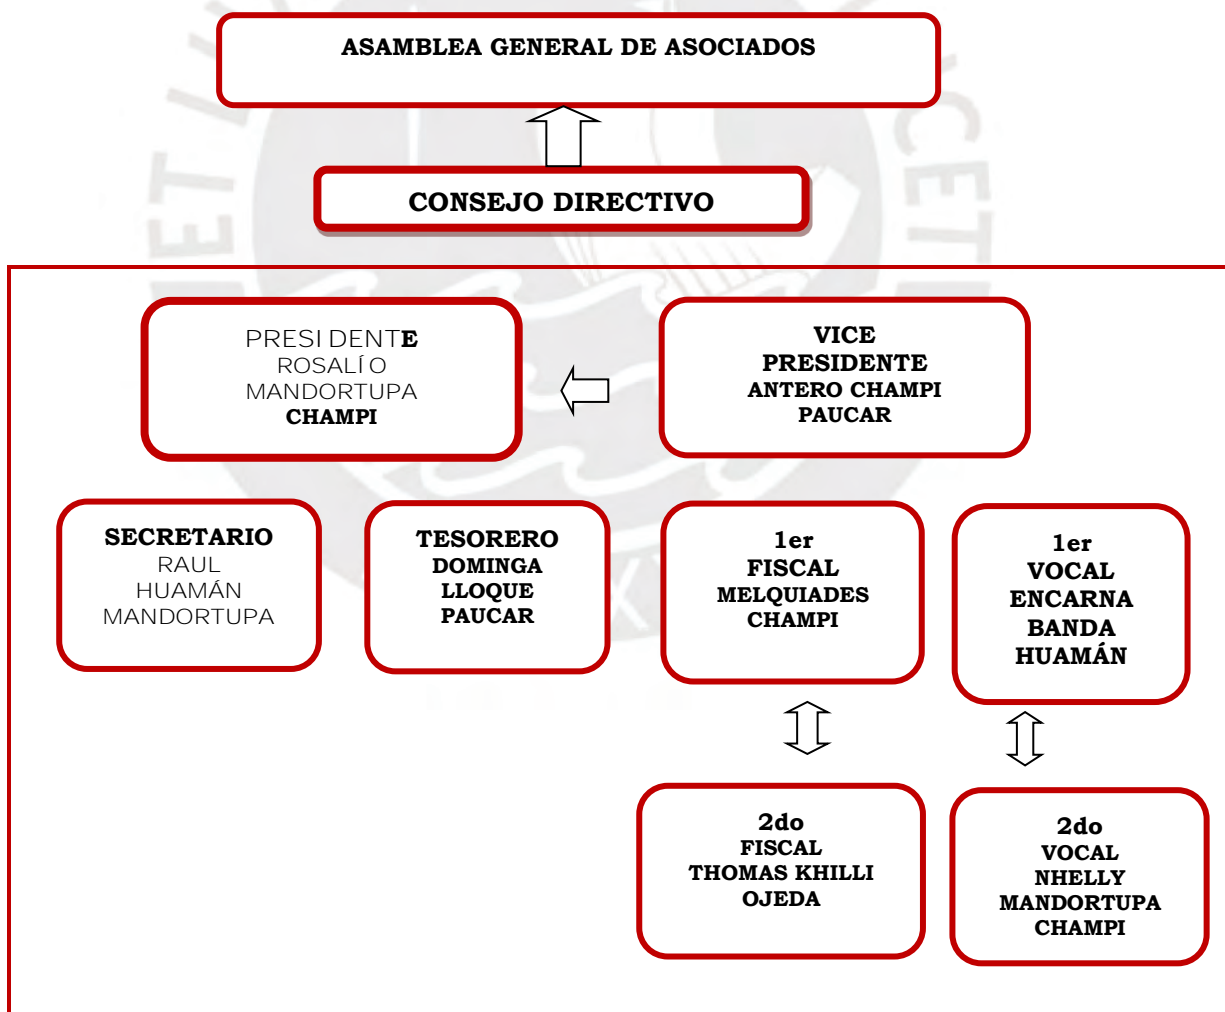 ASAMBLEA GENERAL DE ASOCIADOS
CONSEJO DIRECTIVO
PRESIDENTE
ROSALÍO
MANDORTUPA
CHAMPI
VICE
PRESIDENTE
ANTERO CHAMPI
PAUCAR
SECRETARIO
RAUL
HUAMÁN
MANDORTUPA
TESORERO
DOMINGA
LLOQUE
PAUCAR
1er
FISCAL
MELQUIADES
CHAMPI
1er
VOCAL
ENCARNA
BANDA
HUAMÁN
2do
FISCAL
THOMAS KHILLI
OJEDA
2do
VOCAL
NHELLY
MANDORTUPA
CHAMPI